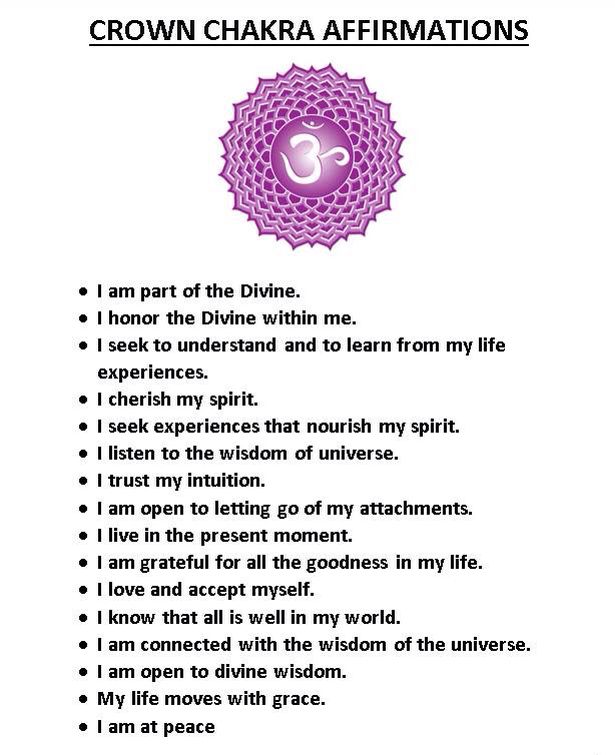 CROWN CHAKRA AFFIRMATIONS
ॐ
• I am part of the Divine.
• I honor the Divine within me.
• I seek to understand and to learn from my life
experiences.
• I cherish my spirit.
• I seek experiences that nourish my spirit.
• I listen to the wisdom of universe.
• I trust my intuition.
• I am open to letting go of my attachments.
• I live in the present moment.
• I am grateful for all the goodness in my life.
• I love and accept myself.
• I know that all is well in my world.
• I am connected with the wisdom of the universe.
• I am open to divine wisdom.
• My life moves with grace.
• I am at peace